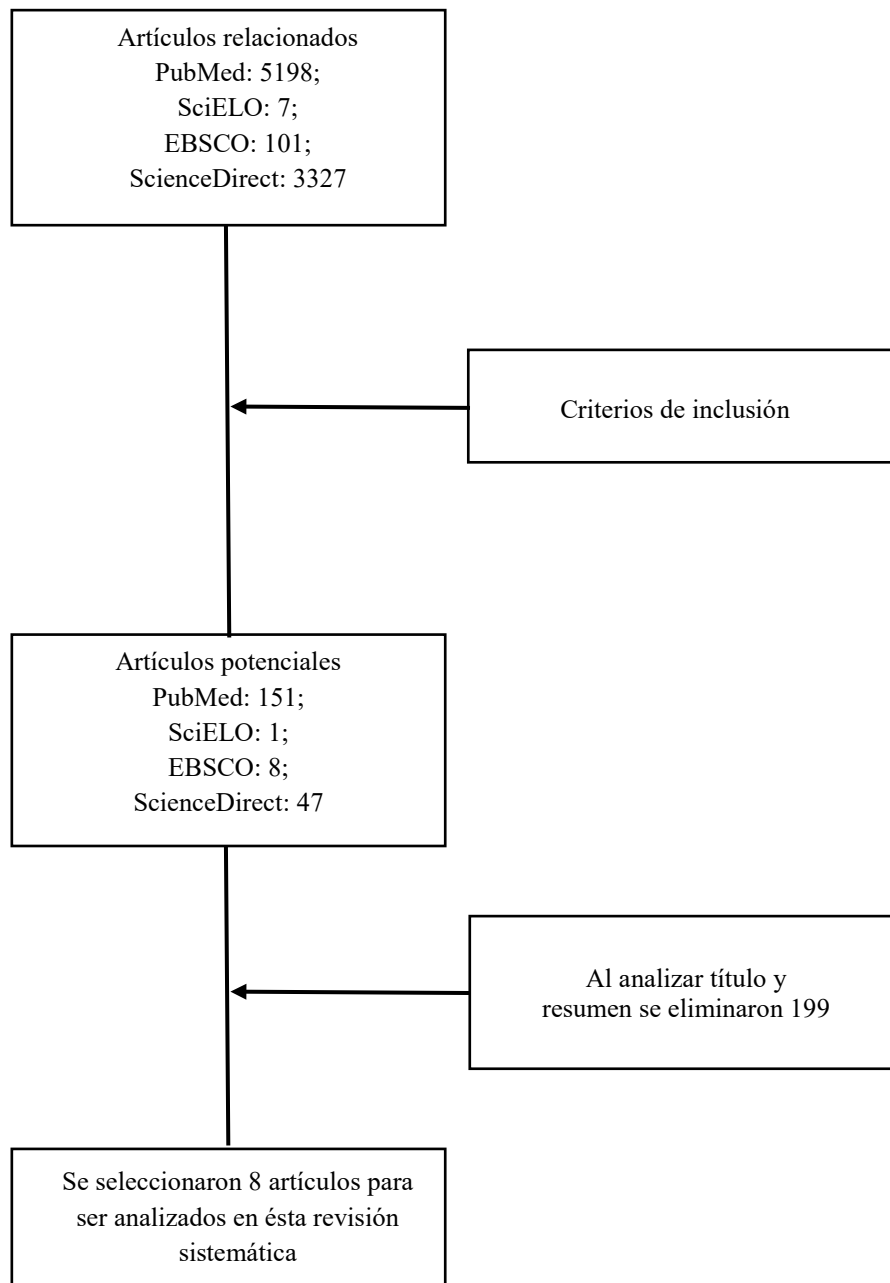 Artículos relacionados
PubMed: 5198;
SciELO: 7;
EBSCO: 101;
ScienceDirect: 3327
Criterios de inclusión
Artículos potenciales
PubMed: 151;
SciELO: 1;
EBSCO: 8;
ScienceDirect: 47
Al analizar título y
resumen se eliminaron 199
Se seleccionaron 8 artículos para
ser analizados en ésta revisión
sistemática